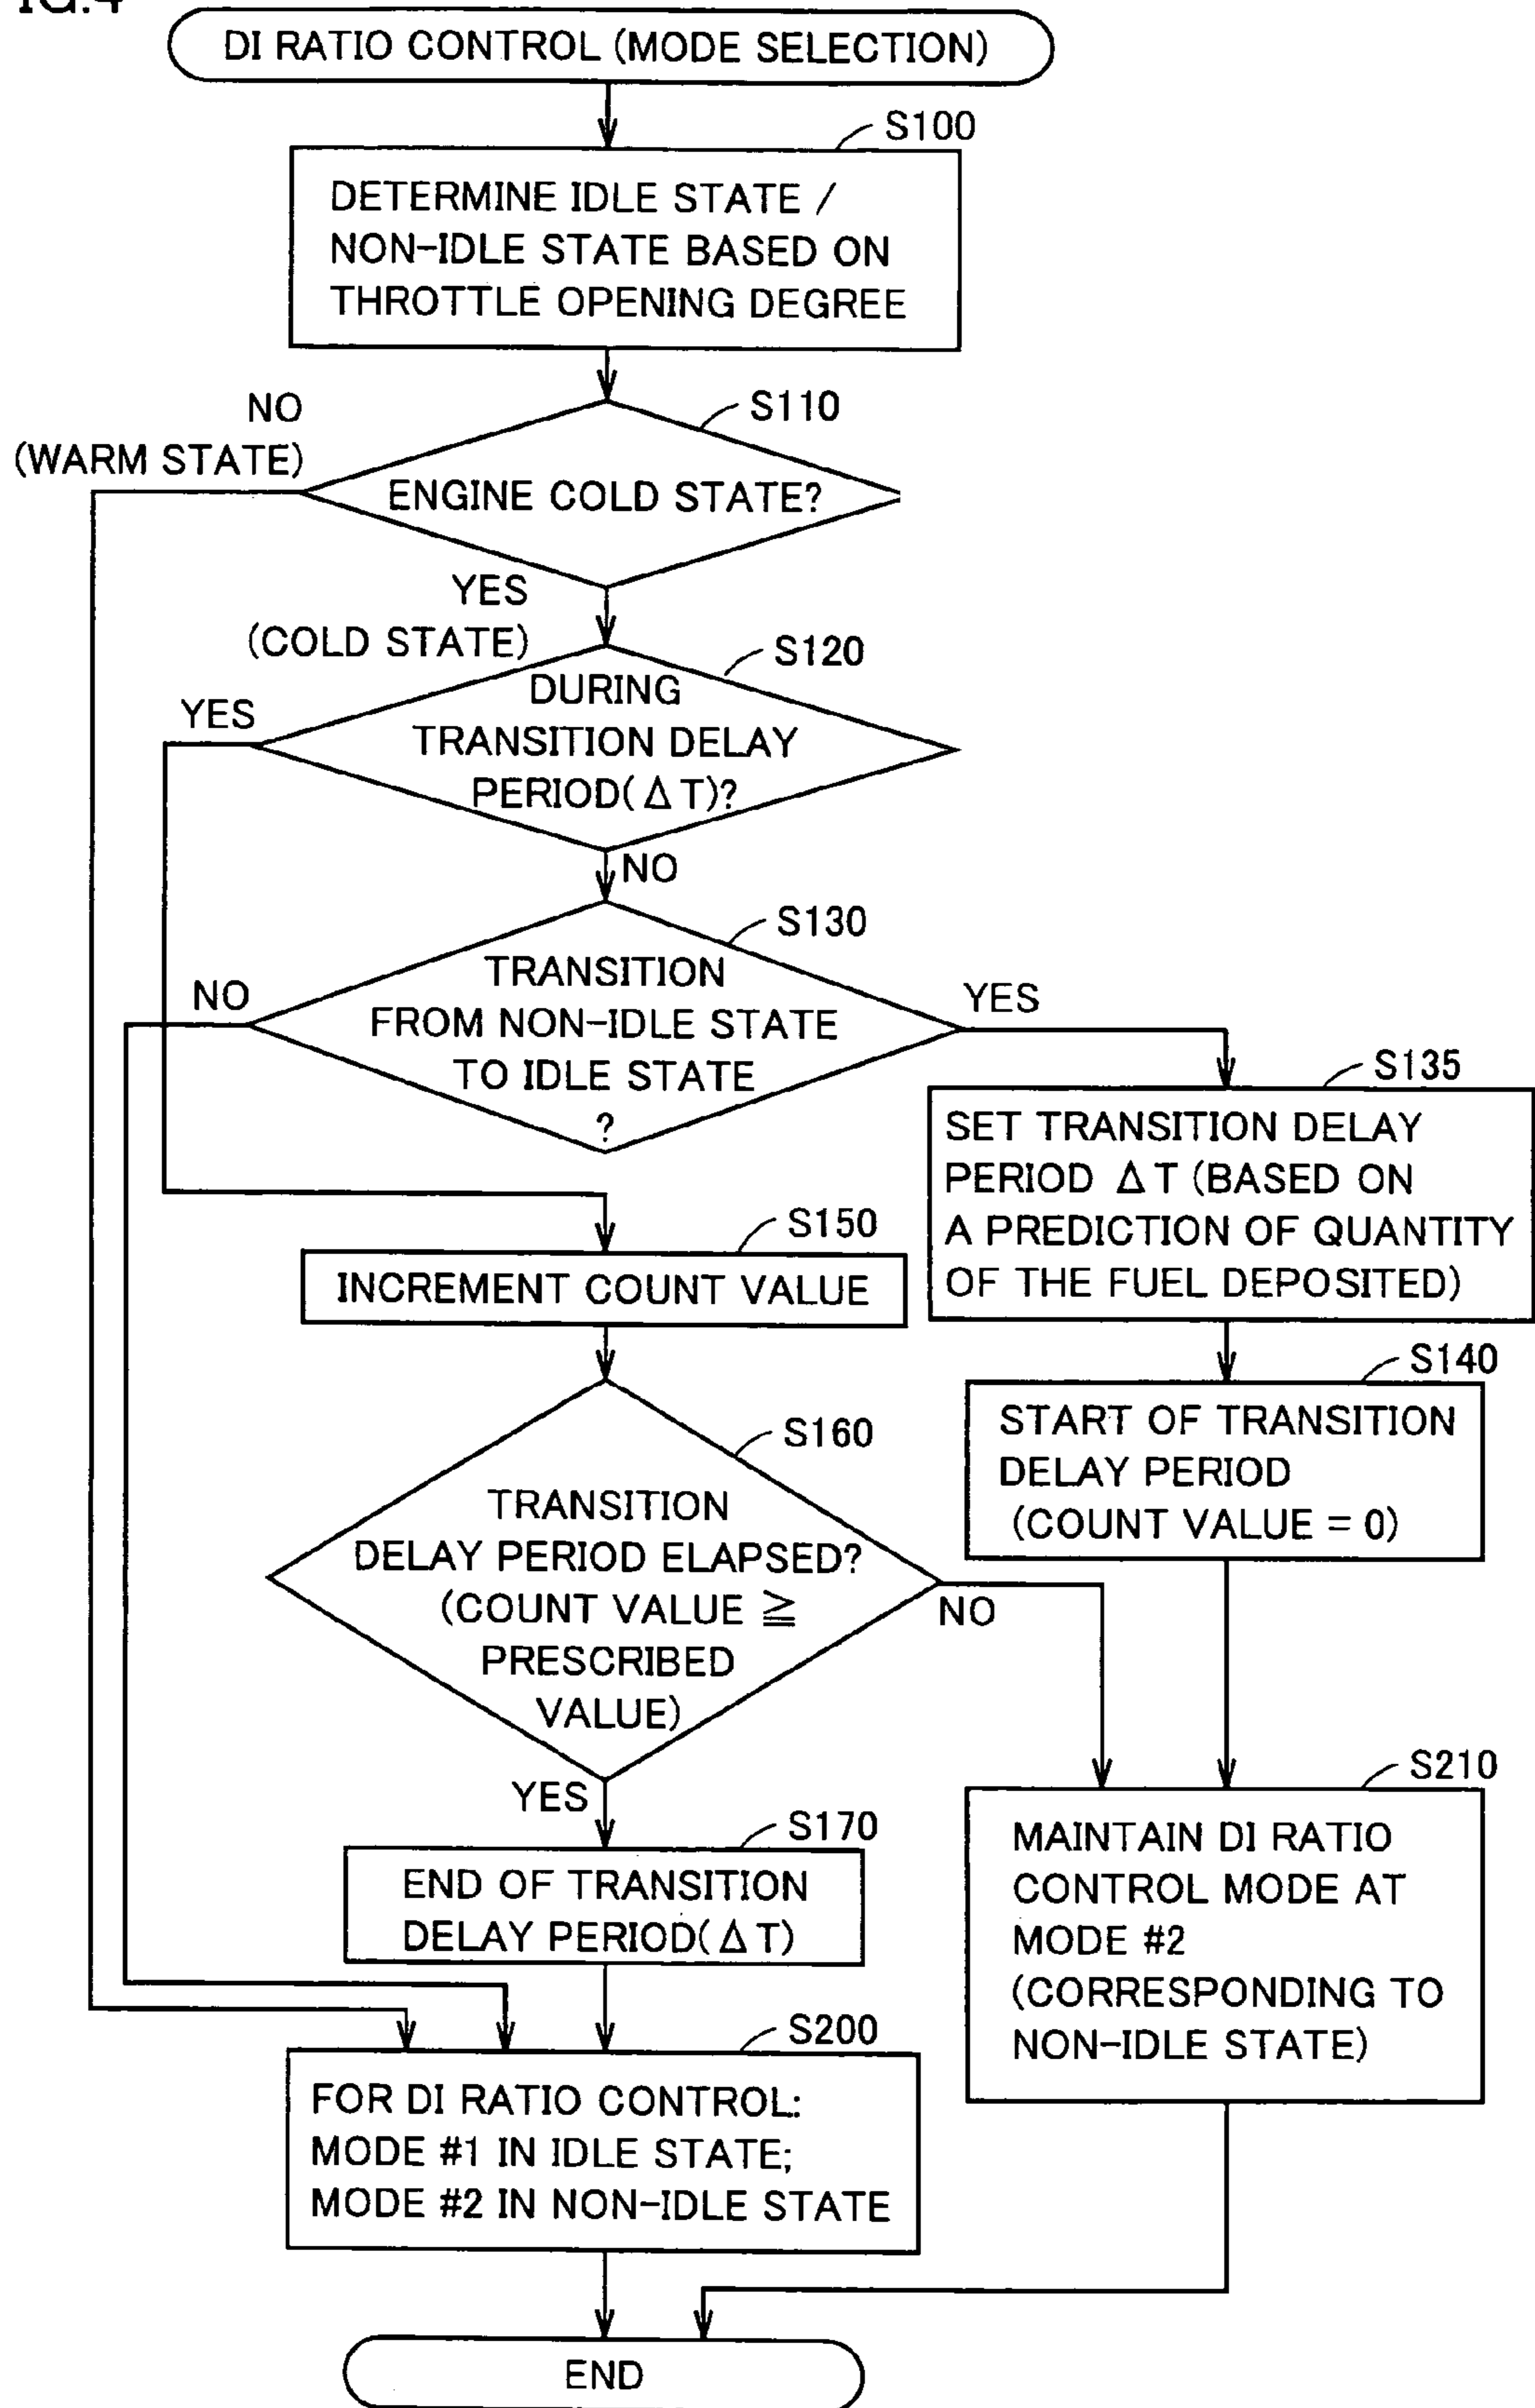 DI RATIO CONTROL (MODE SELECTION)
S100
DETERMINE IDLE STATE /
NON-IDLE STATE BASED ON
THROTTLE OPENING DEGREE
NO
(WARM STATE)
S110
ENGINE COLD STATE?
YES
(COLD STATE)
S120
DURING
TRANSITION DELAY
PERIOD(ΔT)?
YES
NO
S130
TRANSITION
FROM NON-IDLE STATE
TO IDLE STATE
?
NO
YES
S135
SET TRANSITION DELAY
PERIOD ΔT (BASED ON
A PREDICTION OF QUANTITY
OF THE FUEL DEPOSITED)
S150
INCREMENT COUNT VALUE
S140
START OF TRANSITION
DELAY PERIOD
(COUNT VALUE = 0)
S160
TRANSITION
DELAY PERIOD ELAPSED?
(COUNT VALUE ≧
PRESCRIBED
VALUE)
NO
YES
S170
END OF TRANSITION
DELAY PERIOD(ΔT)
S210
MAINTAIN DI RATIO
CONTROL MODE AT
MODE #2
(CORRESPONDING TO
NON-IDLE STATE)
S200
FOR DI RATIO CONTROL:
MODE #1 IN IDLE STATE;
MODE #2 IN NON-IDLE STATE
END